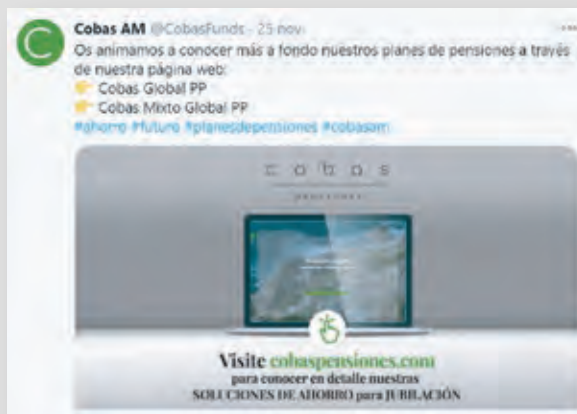 Cobas AM @CobasFunds · 25 nov.
Os animamos a conocer más a fondo nuestros planes de pensiones a través
de nuestra página web:
👉 Cobas Global PP
👉 Cobas Mixto Global PP
#ahorro #futuro #planesdepensiones #cobasam
cobas
PENSIONES
Visite cobaspensiones.com
para conocer en detalle nuestras
SOLUCIONES DE AHORRO para JUBILACIÓN